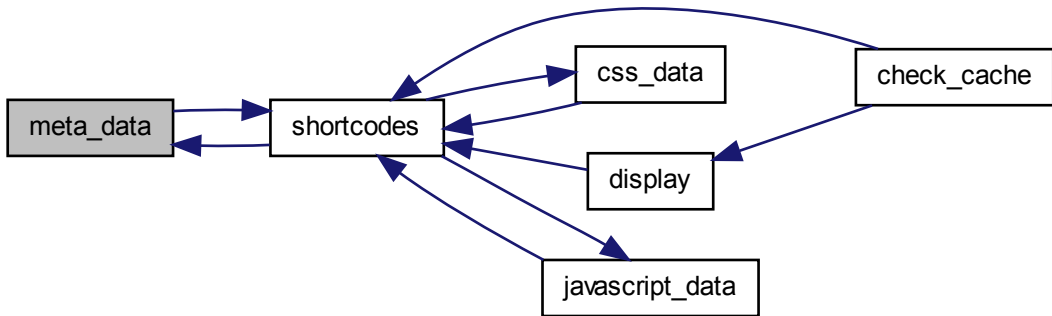 meta_data
shortcodes
css_data
display
javascript_data
check_cache